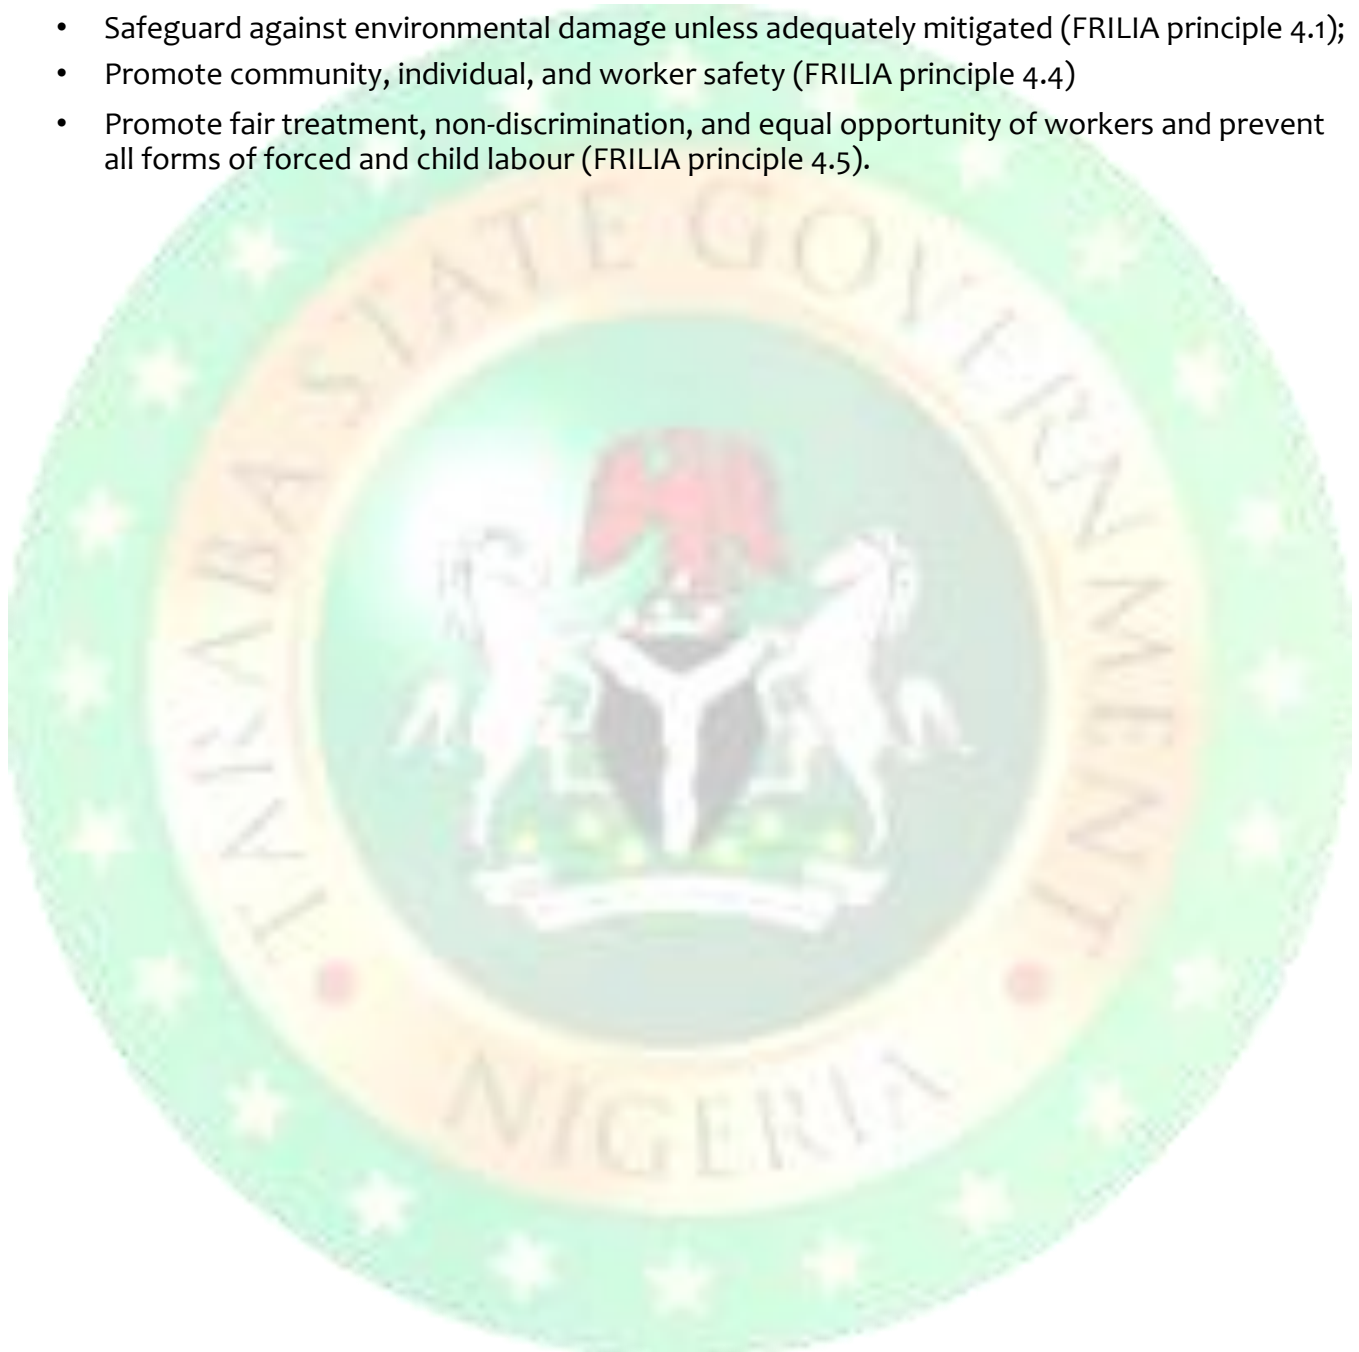 • Safeguard against environmental damage unless adequately mitigated (FRILIA principle 4.1);
• Promote community, individual, and worker safety (FRILIA principle 4.4)
• Promote fair treatment, non-discrimination, and equal opportunity of workers and prevent
all forms of forced and child labour (FRILIA principle 4.5).
TARABA STATE GOVERNMENT
NIGERIA